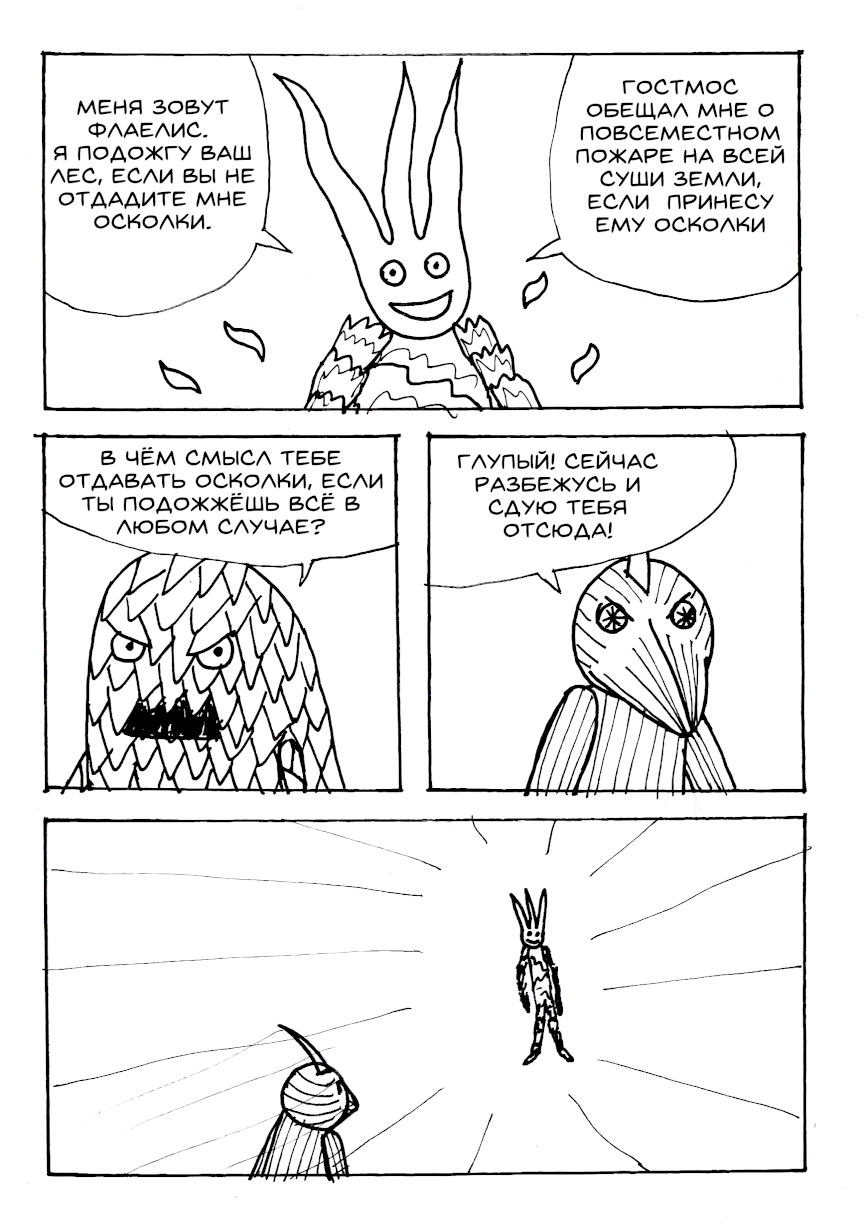 МЕНЯ ЗОВУТ
ФЛАЕЛИС.
Я ПОДОЖГУ ВАШ
ЛЕС, ЕСЛИ ВЫ НЕ
ОТДАДИТЕ МНЕ
ОСКОЛКИ.
ГОСТМОС
ОБЕЩАЛ МНЕ О
ПОВСЕМЕСТНОМ
ПОЖАРЕ НА ВСЕЙ
СУШИ ЗЕМЛИ,
ЕСЛИ ПРИНЕСУ
ЕМУ ОСКОЛКИ
В ЧЁМ СМЫСЛ ТЕБЕ
ОТДАВАТЬ ОСКОЛКИ, ЕСЛИ
ТЫ ПОДОЖЖЁШЬ ВСЁ В
ЛЮБОМ СЛУЧАЕ?
ГЛУПЫЙ! СЕЙЧАС
РАЗБЕЖУСЬ И
СДУЮ ТЕБЯ
ОТСЮДА!